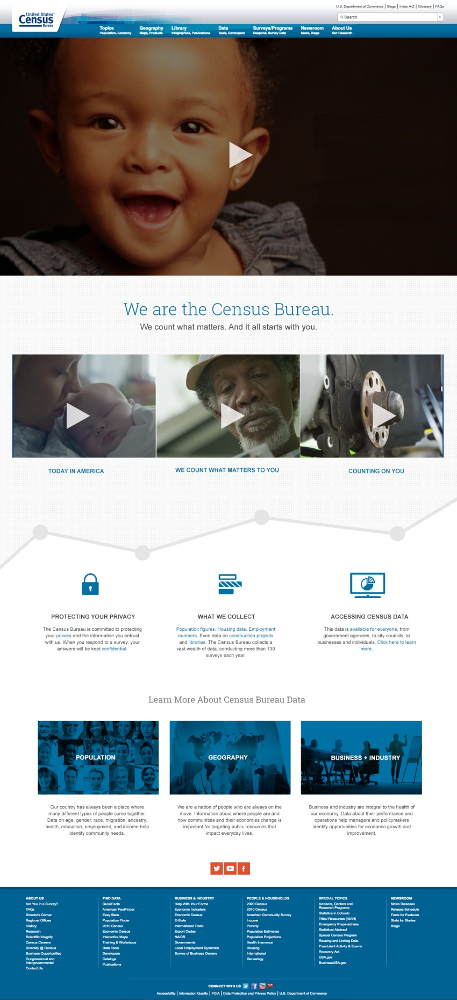 United States™
Census
Bureau
U.S. Department of Commerce | Blogs | Index A-Z | Glossary | FAQs
Search
Topics
Population, Economy
Geography
Maps, Products
Library
Infographics, Publications
Data
Tools, Developers
Surveys/Programs
Respond, Survey Data
Newsroom
News, Blogs
About Us
Our Research
We are the Census Bureau.
We count what matters. And it all starts with you.
TODAY IN AMERICA
WE COUNT WHAT MATTERS TO YOU
COUNTING ON YOU
PROTECTING YOUR PRIVACY
The Census Bureau is committed to protecting
your privacy and the information you entrust
with us. When you respond to a survey, your
answers will be kept confidential.
WHAT WE COLLECT
Population figures. Housing data. Employment
numbers. Even data on construction projects
and libraries. The Census Bureau collects a
vast wealth of data, conducting more than 130
surveys each year.
ACCESSING CENSUS DATA
This data is available for everyone, from
government agencies, to city councils, to
businesses and individuals. Click here to learn
more.
Learn More About Census Bureau Data
POPULATION
Our country has always been a place where
many different types of people come together.
Data on age, gender, race, migration, ancestry,
health, education, employment, and income help
identify community needs.
GEOGRAPHY
We are a nation of people who are always on the
move. Information about where people are and
how communities and their economies change is
important for targeting public resources that
impact everyday lives.
BUSINESS + INDUSTRY
Business and industry are integral to the health of
our economy. Data about their performance and
operations help managers and policymakers
identify opportunities for economic growth and
improvement.
ABOUT US
Are You in a Survey?
FAQs
Director's Corner
Regional Offices
History
Research
Scientific Integrity
Census Careers
Diversity @ Census
Business Opportunities
Congressional and
Intergovernmental
Contact Us
FIND DATA
QuickFacts
American FactFinder
Easy Stats
Population Finder
2010 Census
Economic Census
Interactive Maps
Training & Workshops
Data Tools
Developers
Catalogs
Publications
BUSINESS & INDUSTRY
Help With Your Forms
Economic Indicators
Economic Census
E-Stats
International Trade
Export Codes
NAICS
Governments
Local Employment Dynamics
Survey of Business Owners
PEOPLE & HOUSEHOLDS
2020 Census
2010 Census
American Community Survey
Income
Poverty
Population Estimates
Population Projections
Health Insurance
Housing
International
Genealogy
SPECIAL TOPICS
Advisors, Centers and
Research Programs
Statistics in Schools
Tribal Resources (AIAN)
Emergency Preparedness
Statistical Abstract
Special Census Program
Reusing and Linking Data
Fraudulent Activity & Scams
Recovery Act
USA.gov
BusinessUSA.gov
NEWSROOM
News Releases
Release Schedule
Facts for Features
Stats for Stories
Blogs
CONNECT WITH US
Accessibility | Information Quality | FOIA | Data Protection and Privacy Policy | U.S. Department of Commerce